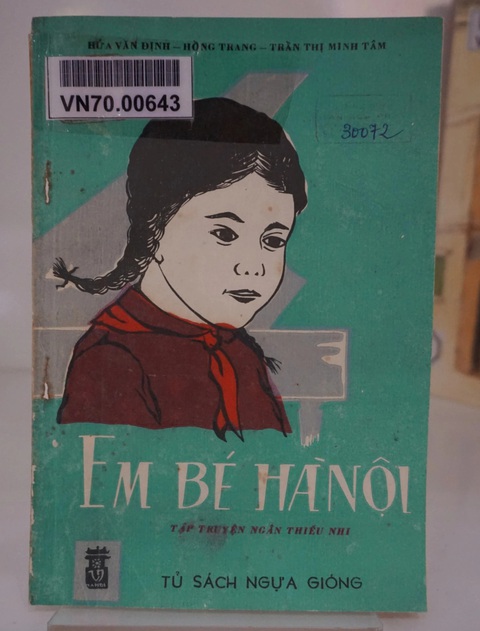 HỨA VĂN ĐỊNH – HỒNG TRANG – TRẦN THỊ MINH TÂM
VN70.00643
30072
EM BÉ HÀNỘI
TẬP TRUYỆN NGẮN THIẾU NHI
TỦ SÁCH NGỰA GIÓNG